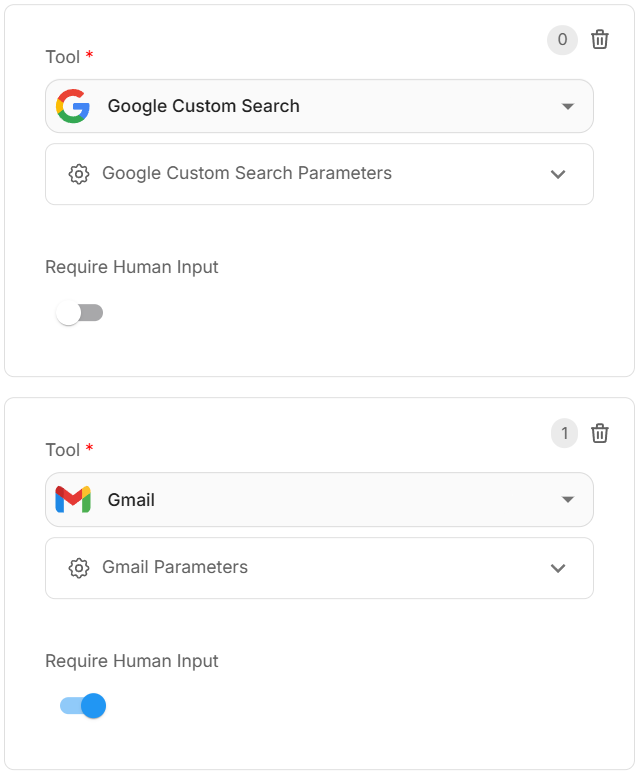 0
Tool *
Google Custom Search
Google Custom Search Parameters
Require Human Input
1
Tool *
Gmail
Gmail Parameters
Require Human Input